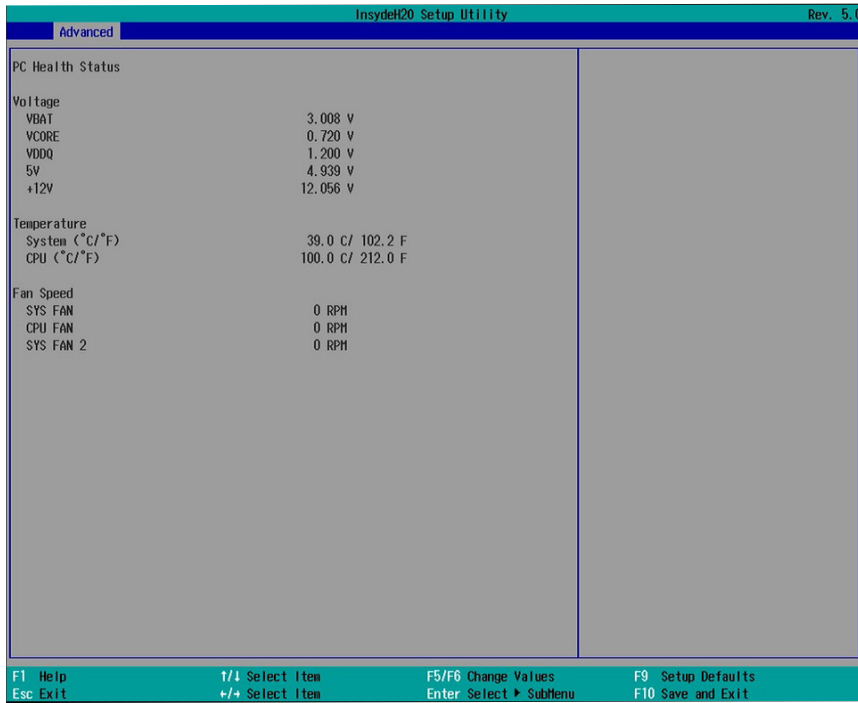 InsydeH20 Setup Utility Rev. 5.
Advanced
PC Health Status
Voltage
VBAT 3.008 V
VCORE 0.720 V
VDDQ 1.200 V
5V 4.939 V
+12V 12.056 V
Temperature
System (°C/°F) 39.0 C/ 102.2 F
CPU (°C/°F) 100.0 C/ 212.0 F
Fan Speed
SYS FAN 0 RPM
CPU FAN 0 RPM
SYS FAN 2 0 RPM
F1 Help ↑/↓ Select Item F5/F6 Change Values F9 Setup Defaults
Esc Exit ←/→ Select Item Enter Select ▶ SubMenu F10 Save and Exit